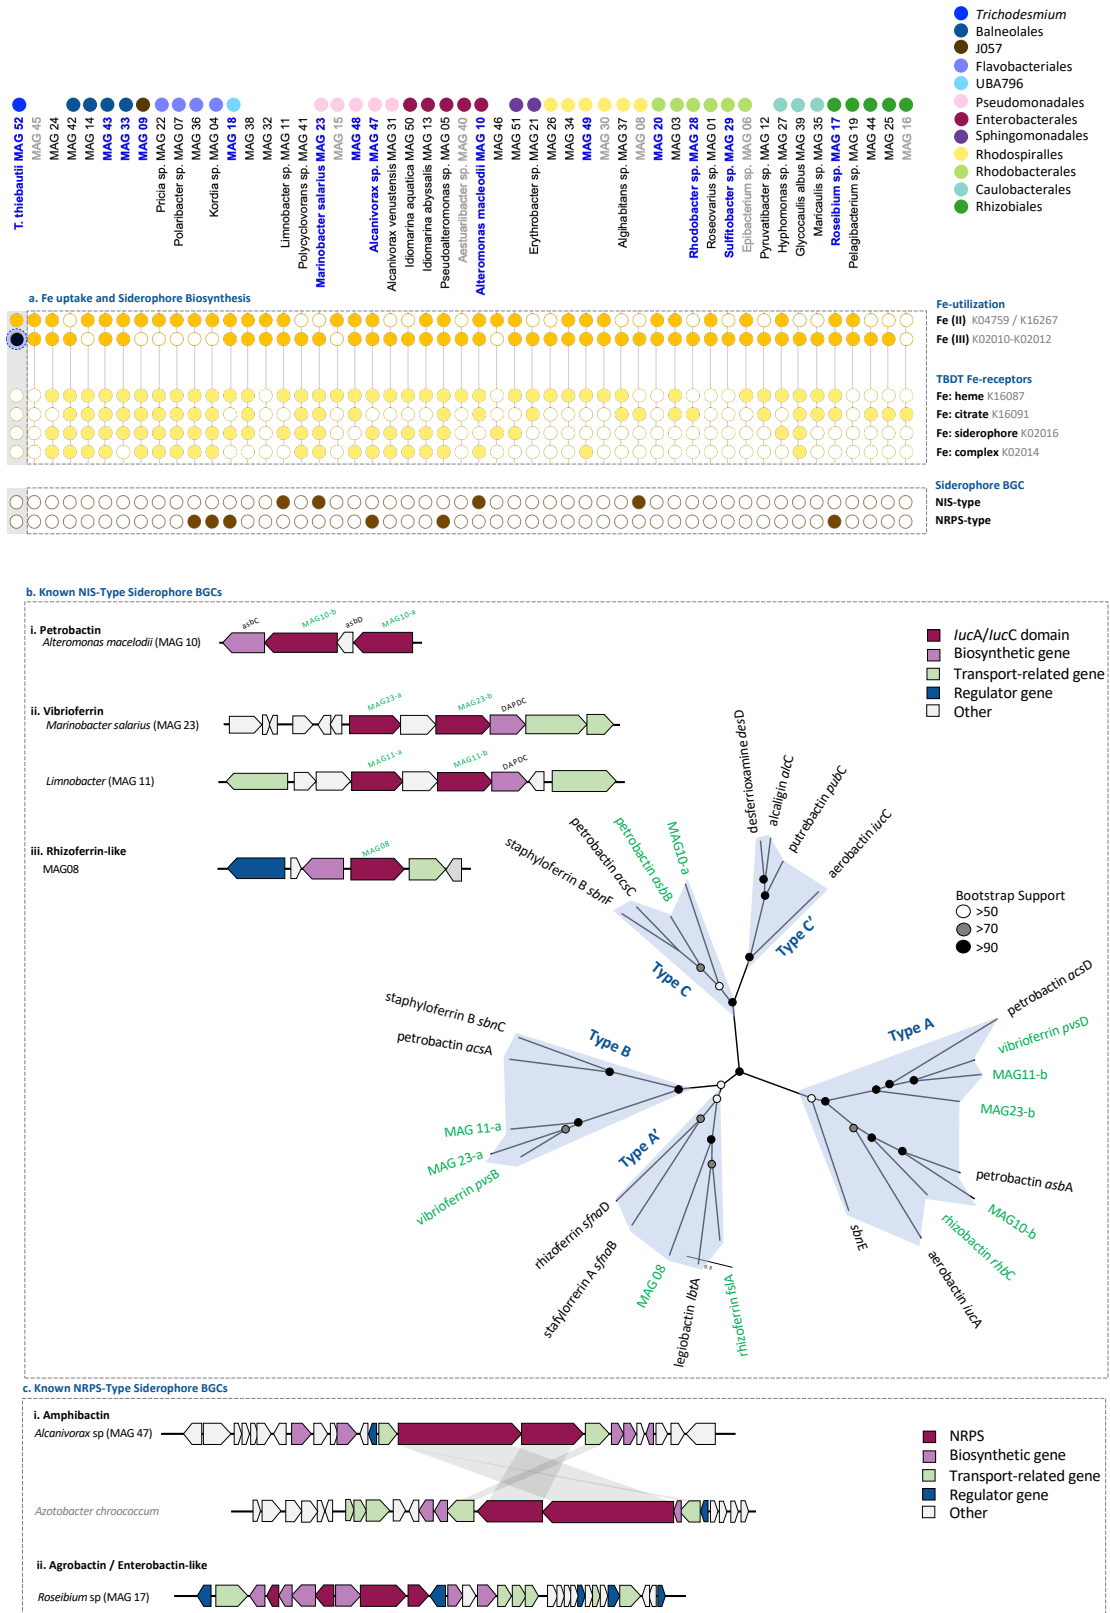 Trichodesmium
Balneolales
J057
Flavobacteriales
UBA796
Pseudomonadales
Enterobacterales
Sphingomonadales
Rhodospiralles
Rhodobacterales
Caulobacterales
Rhizobiales
T. thiebautii MAG 52
MAG 45
MAG 24
MAG 42
MAG 14
MAG 43
MAG 33
MAG 09
Pricia sp. MAG 22
Polaribacter sp. MAG 07
MAG 36
Kordia sp. MAG 04
MAG 18
MAG 38
MAG 32
Limnobacter sp. MAG 11
Polycyclovorans sp. MAG 41
Marinobacter salarius MAG 23
MAG 15
MAG 48
Alcanivorax sp. MAG 47
Alcanivorax venustensis MAG 31
Idiomarina aquatica MAG 50
Idiomarina abyssalis MAG 13
Pseudoalteromonas sp. MAG 05
Aestuariibacter sp. MAG 40
Alteromonas macleodii MAG 10
MAG 46
MAG 51
Erythrobacter sp. MAG 21
MAG 26
MAG 34
MAG 49
MAG 30
Algihabitans sp. MAG 37
MAG 08
MAG 20
MAG 03
Rhodobacter sp. MAG 28
Roseovarius sp. MAG 01
Sulfitobacter sp. MAG 29
Epibacterium sp. MAG 06
Pyruvatibacter sp. MAG 12
Hyphomonas sp. MAG 27
Glycocaulis albus MAG 39
Maricaulis sp. MAG 35
Roseibium sp. MAG 17
Pelagibacterium sp. MAG 19
MAG 44
MAG 25
MAG 16
a. Fe uptake and Siderophore Biosynthesis
Fe-utilization
Fe (II) K04759 / K16267
Fe (III) K02010-K02012
TBDT Fe-receptors
Fe: heme K16087
Fe: citrate K16091
Fe: siderophore K02016
Fe: complex K02014
Siderophore BGC
NIS-type
NRPS-type
b. Known NIS-Type Siderophore BGCs
i. Petrobactin
Alteromonas macelodii (MAG 10)
asbC
MAG10-b
asbD
MAG10-a
IucA/IucC domain
Biosynthetic gene
Transport-related gene
Regulator gene
Other
ii. Vibrioferrin
Marinobacter salarius (MAG 23)
MAG23-a
MAG23-b
DAPDC
Limnobacter (MAG 11)
MAG11-a
MAG11-b
DAPDC
iii. Rhizoferrin-like
MAG08
MAG08
staphyloferrin B sbnF
petrobactin acsC
petrobactin asbB
MAG10-a
desferrioxamine desD
alcaligin alcC
putrebactin pubC
aerobactin iucC
Type C
Type C'
Bootstrap Support
>50
>70
>90
staphyloferrin B sbnC
petrobactin acsA
Type B
MAG 11-a
MAG 23-a
vibrioferrin pvsB
Type A'
rhizoferrin sfnaD
stafylorrerin A sfnaB
MAG 08
legiobactin lbtA
rhizoferrin fslA
0.5
Type A
petrobactin acsD
vibrioferrin pvsD
MAG11-b
MAG23-b
petrobactin asbA
MAG10-b
rhizobactin rhbC
aerobactin iucA
sbnE
c. Known NRPS-Type Siderophore BGCs
i. Amphibactin
Alcanivorax sp (MAG 47)
Azotobacter chroococcum
NRPS
Biosynthetic gene
Transport-related gene
Regulator gene
Other
ii. Agrobactin / Enterobactin-like
Roseibium sp (MAG 17)